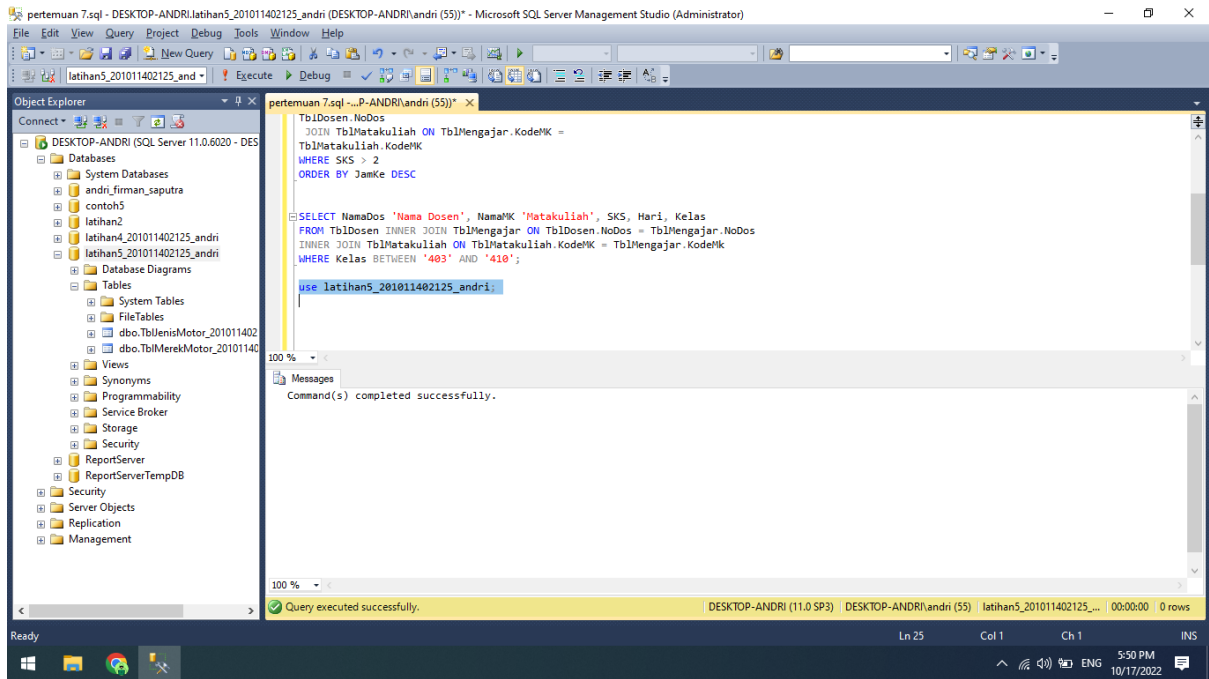 pertemuan 7.sql - DESKTOP-ANDRI.latihan5_201011402125_andri (DESKTOP-ANDRI\andri (55))* - Microsoft SQL Server Management Studio (Administrator)
File Edit View Query Project Debug Tools Window Help
New Query
latihan5_201011402125_and Execute Debug
Object Explorer
pertemuan 7.sql -...P-ANDRI\andri (55))*
Connect
DESKTOP-ANDRI (SQL Server 11.0.6020 - DES
Databases
System Databases
andri_firman_saputra
contoh5
latihan2
latihan4_201011402125_andri
latihan5_201011402125_andri
Database Diagrams
Tables
System Tables
FileTables
dbo.TblJenisMotor_201011402
dbo.TblMerekMotor_20101140
Views
Synonyms
Programmability
Service Broker
Storage
Security
ReportServer
ReportServerTempDB
Security
Server Objects
Replication
Management
TblDosen.NoDos
JOIN TblMatakuliah ON TblMengajar.KodeMK =
TblMatakuliah.KodeMK
WHERE SKS > 2
ORDER BY JamKe DESC
SELECT NamaDos 'Nama Dosen', NamaMK 'Matakuliah', SKS, Hari, Kelas
FROM TblDosen INNER JOIN TblMengajar ON TblDosen.NoDos = TblMengajar.NoDos
INNER JOIN TblMatakuliah ON TblMatakuliah.KodeMK = TblMengajar.KodeMk
WHERE Kelas BETWEEN '403' AND '410';
use latihan5_201011402125_andri;
100 %
Messages
Command(s) completed successfully.
100 %
Query executed successfully. DESKTOP-ANDRI (11.0 SP3) DESKTOP-ANDRI\andri (55) latihan5_201011402125_... 00:00:00 0 rows
Ready Ln 25 Col 1 Ch 1 INS
ENG 5:50 PM
10/17/2022